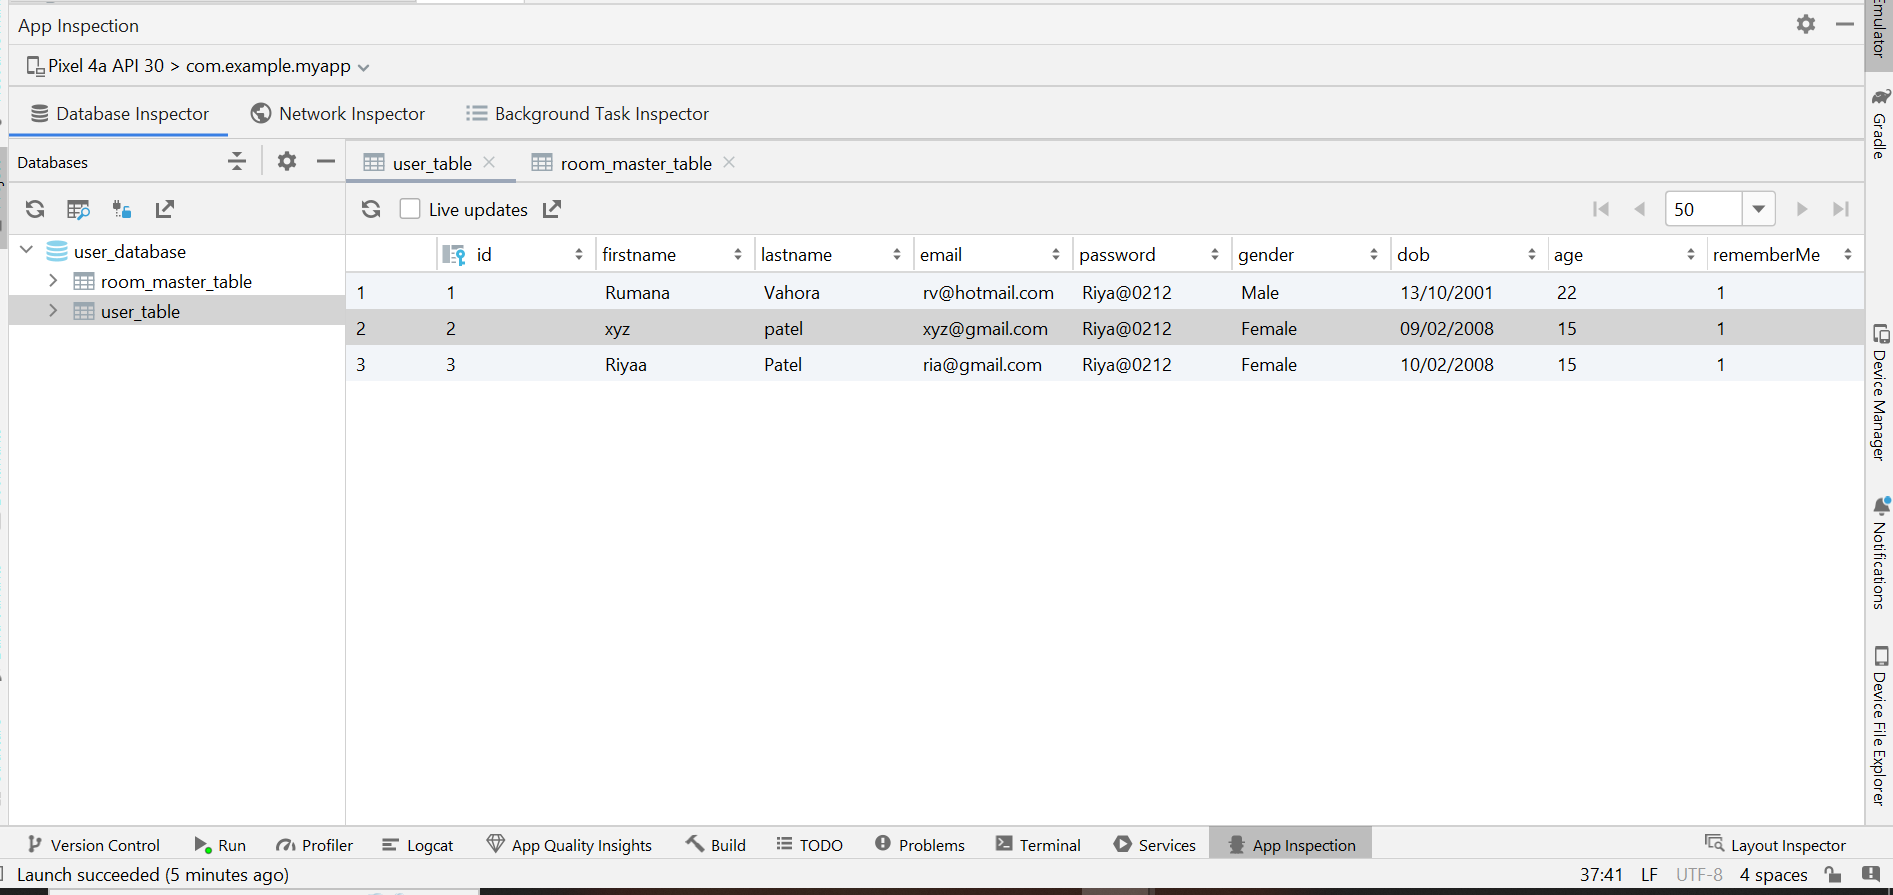 App Inspection
Pixel 4a API 30 > com.example.myapp
Database Inspector Network Inspector Background Task Inspector
Databases user_table room_master_table
Live updates 50
user_database
room_master_table
user_table
id firstname lastname email password gender dob age rememberMe
1 1 Rumana Vahora rv@hotmail.com Riya@0212 Male 13/10/2001 22 1
2 2 xyz patel xyz@gmail.com Riya@0212 Female 09/02/2008 15 1
3 3 Riyaa Patel ria@gmail.com Riya@0212 Female 10/02/2008 15 1
Emulator
Gradle
Device Manager
Notifications
Device File Explorer
Version Control Run Profiler Logcat App Quality Insights Build TODO Problems Terminal Services App Inspection Layout Inspector
Launch succeeded (5 minutes ago) 37:41 LF UTF-8 4 spaces